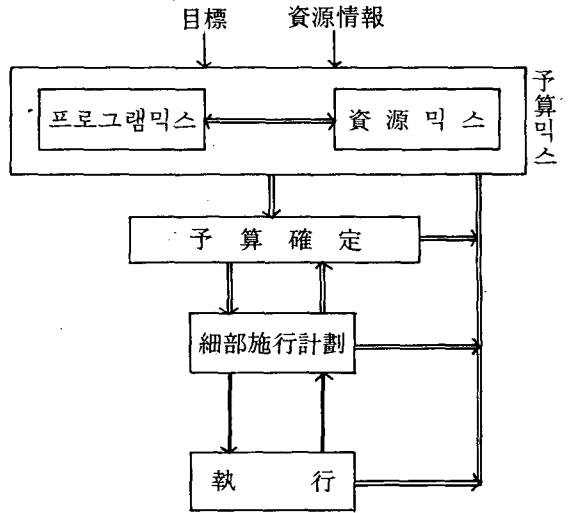 目標 資源情報
프로그램믹스 資源믹스
予算믹스
予算確定
細部施行計劃
執行